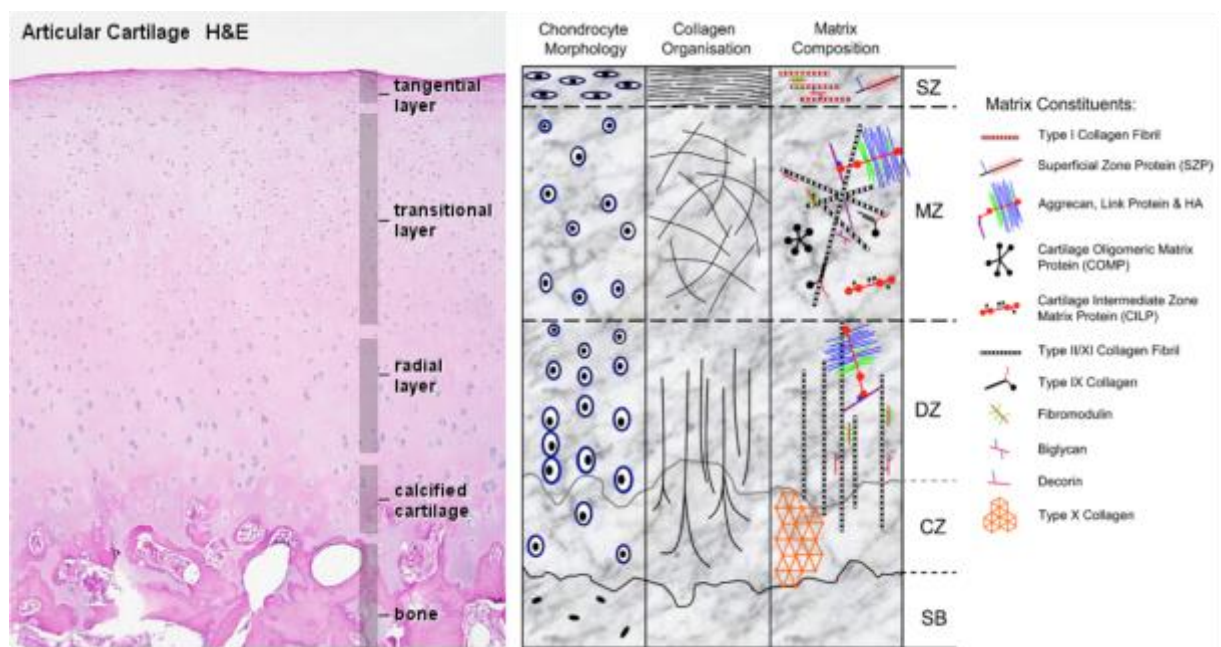 Articular Cartilage H&E
tangential
layer
transitional
layer
radial
layer
calcified
cartilage
bone
Chondrocyte
Morphology
Collagen
Organisation
Matrix
Composition
SZ
MZ
DZ
CZ
SB
Matrix Constituents:
Type I Collagen Fibril
Superficial Zone Protein (SZP)
Aggrecan, Link Protein & HA
Cartilage Oligomeric Matrix
Protein (COMP)
Cartilage Intermediate Zone
Matrix Protein (CILP)
Type II/XI Collagen Fibril
Type IX Collagen
Fibromodulin
Biglycan
Decorin
Type X Collagen